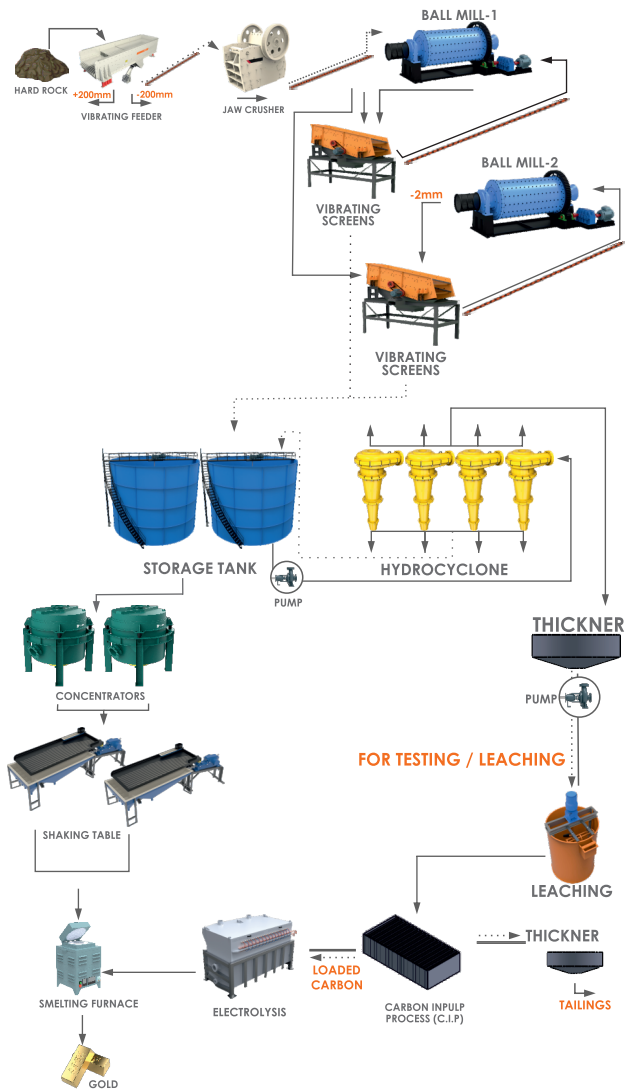 BALL MILL-1
HARD ROCK
+200mm
-200mm
VIBRATING FEEDER
JAW CRUSHER
BALL MILL-2
-2mm
VIBRATING
SCREENS
VIBRATING
SCREENS
STORAGE TANK
PUMP
HYDROCYCLONE
THICKNER
PUMP
CONCENTRATORS
FOR TESTING / LEACHING
SHAKING TABLE
LEACHING
THICKNER
LOADED
CARBON
TAILINGS
SMELTING FURNACE
ELECTROLYSIS
CARBON INPULP
PROCESS (C.I.P)
GOLD